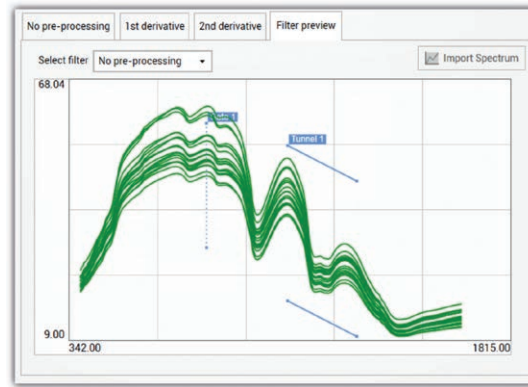 No pre-processing 1st derivative 2nd derivative Filter preview
Select filter No pre-processing Import Spectrum
68.04
Tunnel 1
9.00
342.00 1815.00